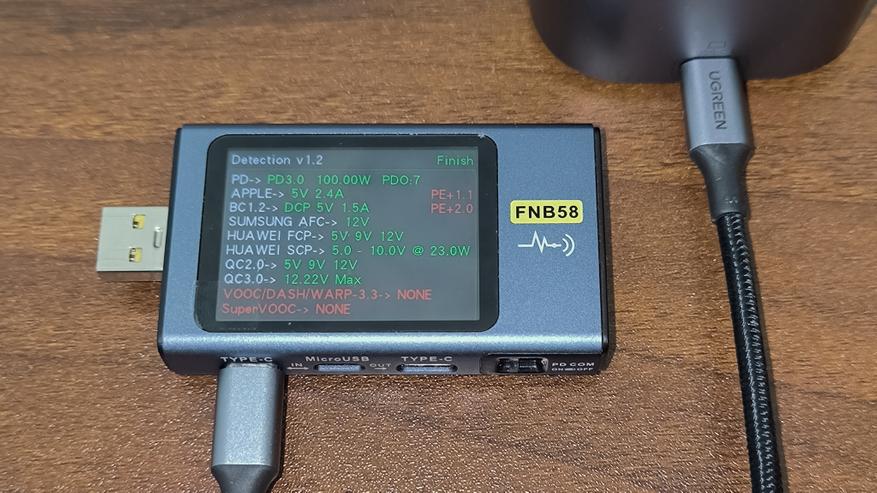 UGREEN
Detection v1.2 Finish
PD-> PD3.0 100.00W PDO:7
APPLE-> 5V 2.4A PE+1.1
BC1.2-> DCP 5V 1.5A PE+2.0
SUMSUNG AFC-> 12V
HUAWEI FCP-> 5V 9V 12V
HUAWEI SCP-> 5.0 - 10.0V @ 23.0W
QC2.0-> 5V 9V 12V
QC3.0-> 12.22V Max
VOOC/DASH/WARP-3.3-> NONE
SuperVOOC-> NONE
FNB58
TYPE-C IN MicroUSB OUT TYPE-C PD COM
ON OFF